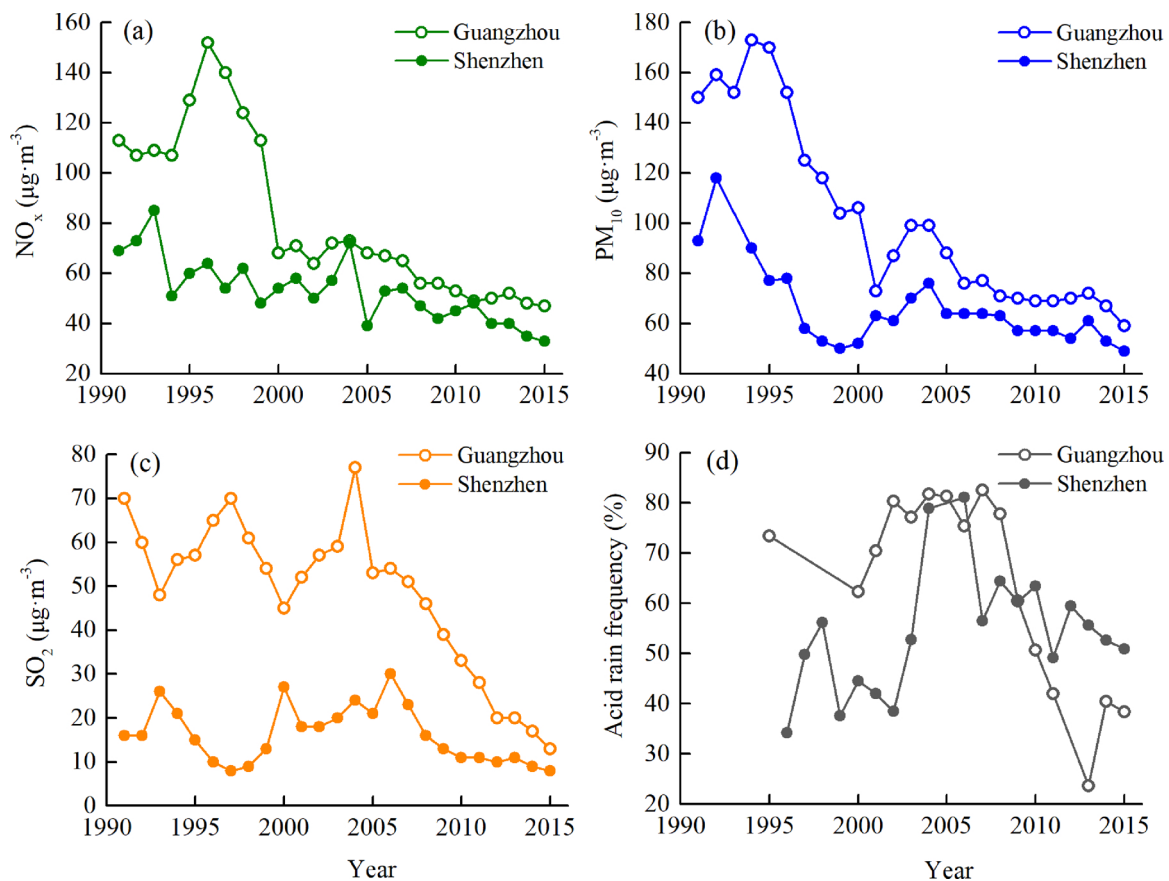 (a)
Guangzhou
Shenzhen
NOx (μg·m-3)
160
140
120
100
80
60
40
20
1990 1995 2000 2005 2010 2015
(b)
Guangzhou
Shenzhen
PM10 (μg·m-3)
180
160
140
120
100
80
60
40
1990 1995 2000 2005 2010 2015
(c)
Guangzhou
Shenzhen
SO2 (μg·m-3)
80
70
60
50
40
30
20
10
0
1990 1995 2000 2005 2010 2015
Year
(d)
Guangzhou
Shenzhen
Acid rain frequency (%)
90
80
70
60
50
40
30
20
1990 1995 2000 2005 2010 2015
Year